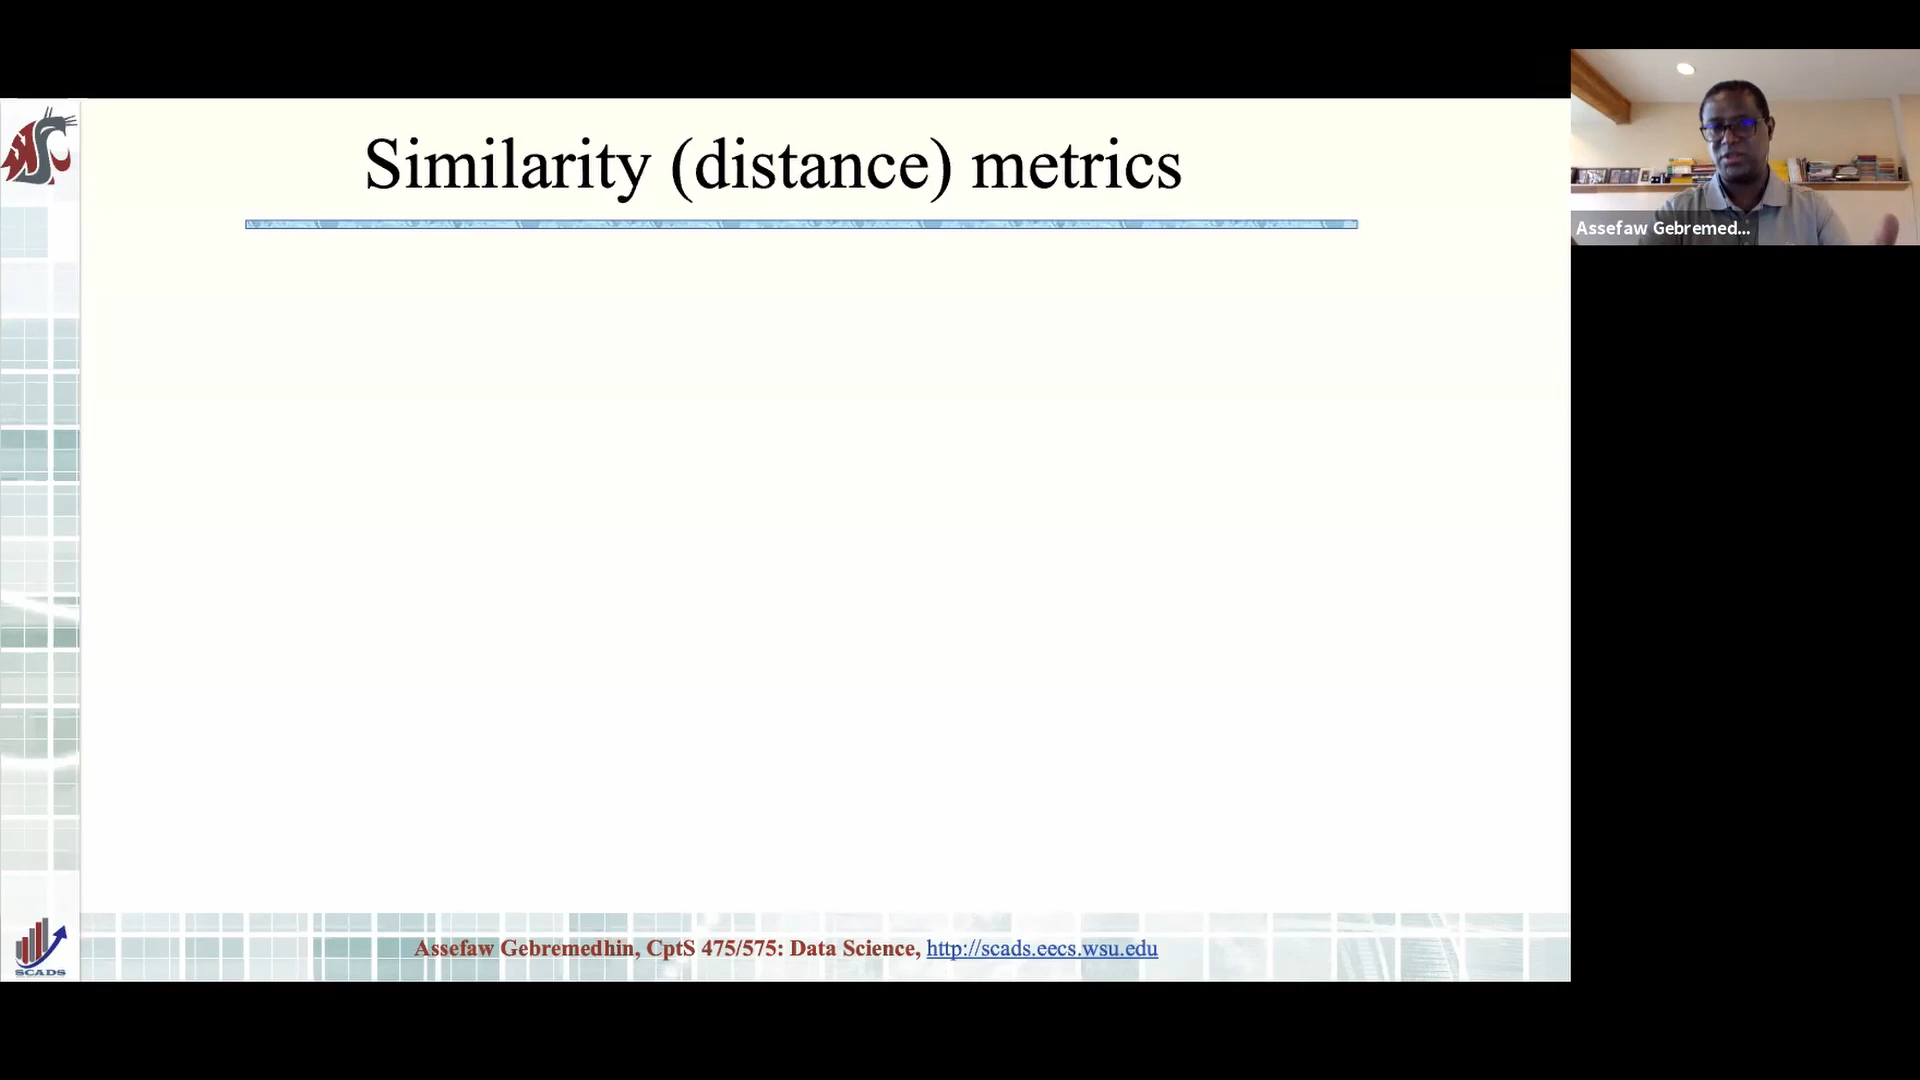 Similarity (distance) metrics
Assefaw Gebremed...
SCADS
Assefaw Gebremedhin, CptS 475/575: Data Science, http://scads.eecs.wsu.edu